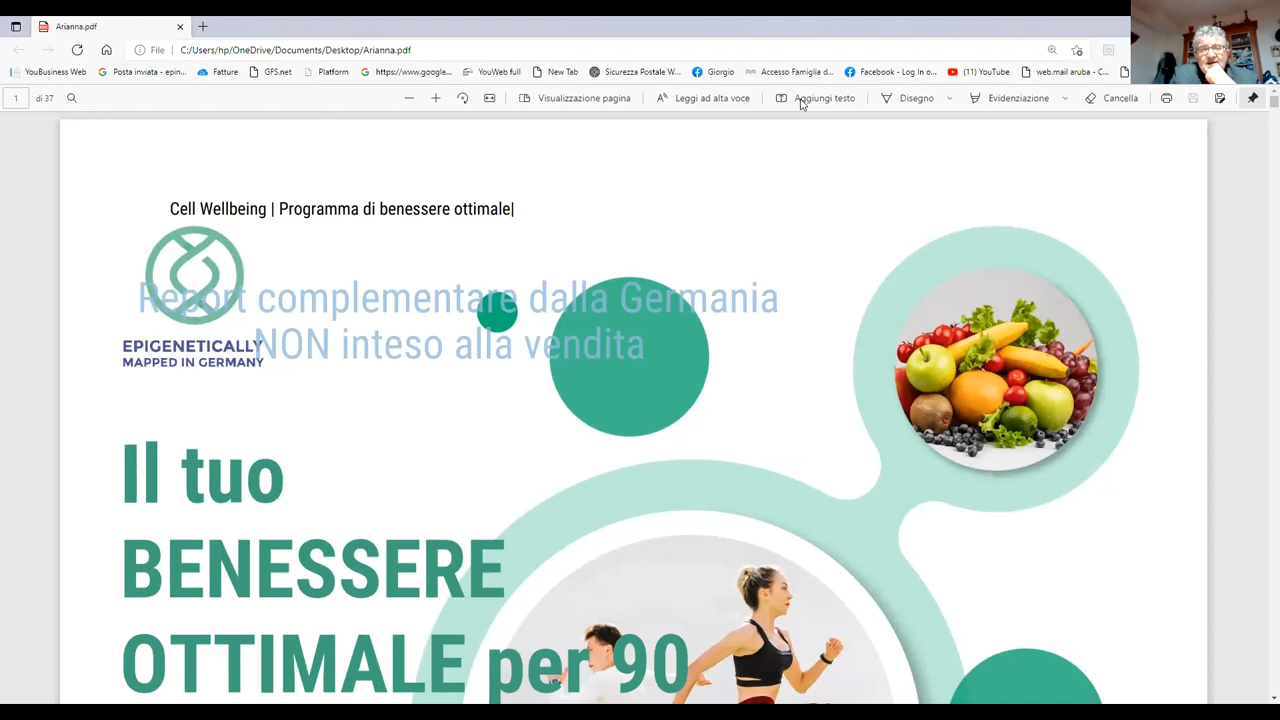 Arianna.pdf
File C:/Users/hp/OneDrive/Documents/Desktop/Arianna.pdf
YouBusiness Web Posta inviata - epin... Fatture GFS.net Platform https://www.google... YouWeb full New Tab Sicurezza Postale W... Giorgio Accesso Famiglia d... Facebook - Log In o... (11) YouTube web.mail aruba - C...
1 di 37 Visualizzazione pagina Leggi ad alta voce Aggiungi testo Disegno Evidenziazione Cancella
Cell Wellbeing | Programma di benessere ottimale|
Report complementare dalla Germania
NON inteso alla vendita
EPIGENETICALLY
MAPPED IN GERMANY
Il tuo
BENESSERE
OTTIMALE per 90